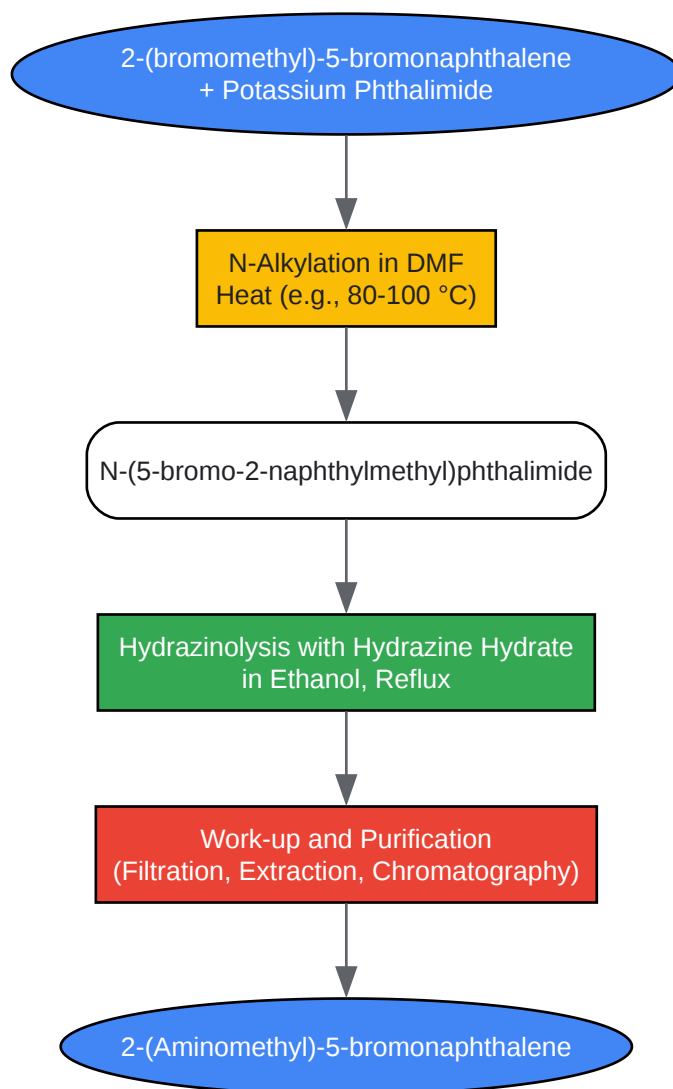 2-(bromomethyl)-5-bromonaphthalene
+ Potassium Phthalimide
N-Alkylation in DMF
Heat (e.g., 80-100 °C)
N-(5-bromo-2-naphthylmethyl)phthalimide
Hydrazinolysis with Hydrazine Hydrate
in Ethanol, Reflux
Work-up and Purification
(Filtration, Extraction, Chromatography)
2-(Aminomethyl)-5-bromonaphthalene